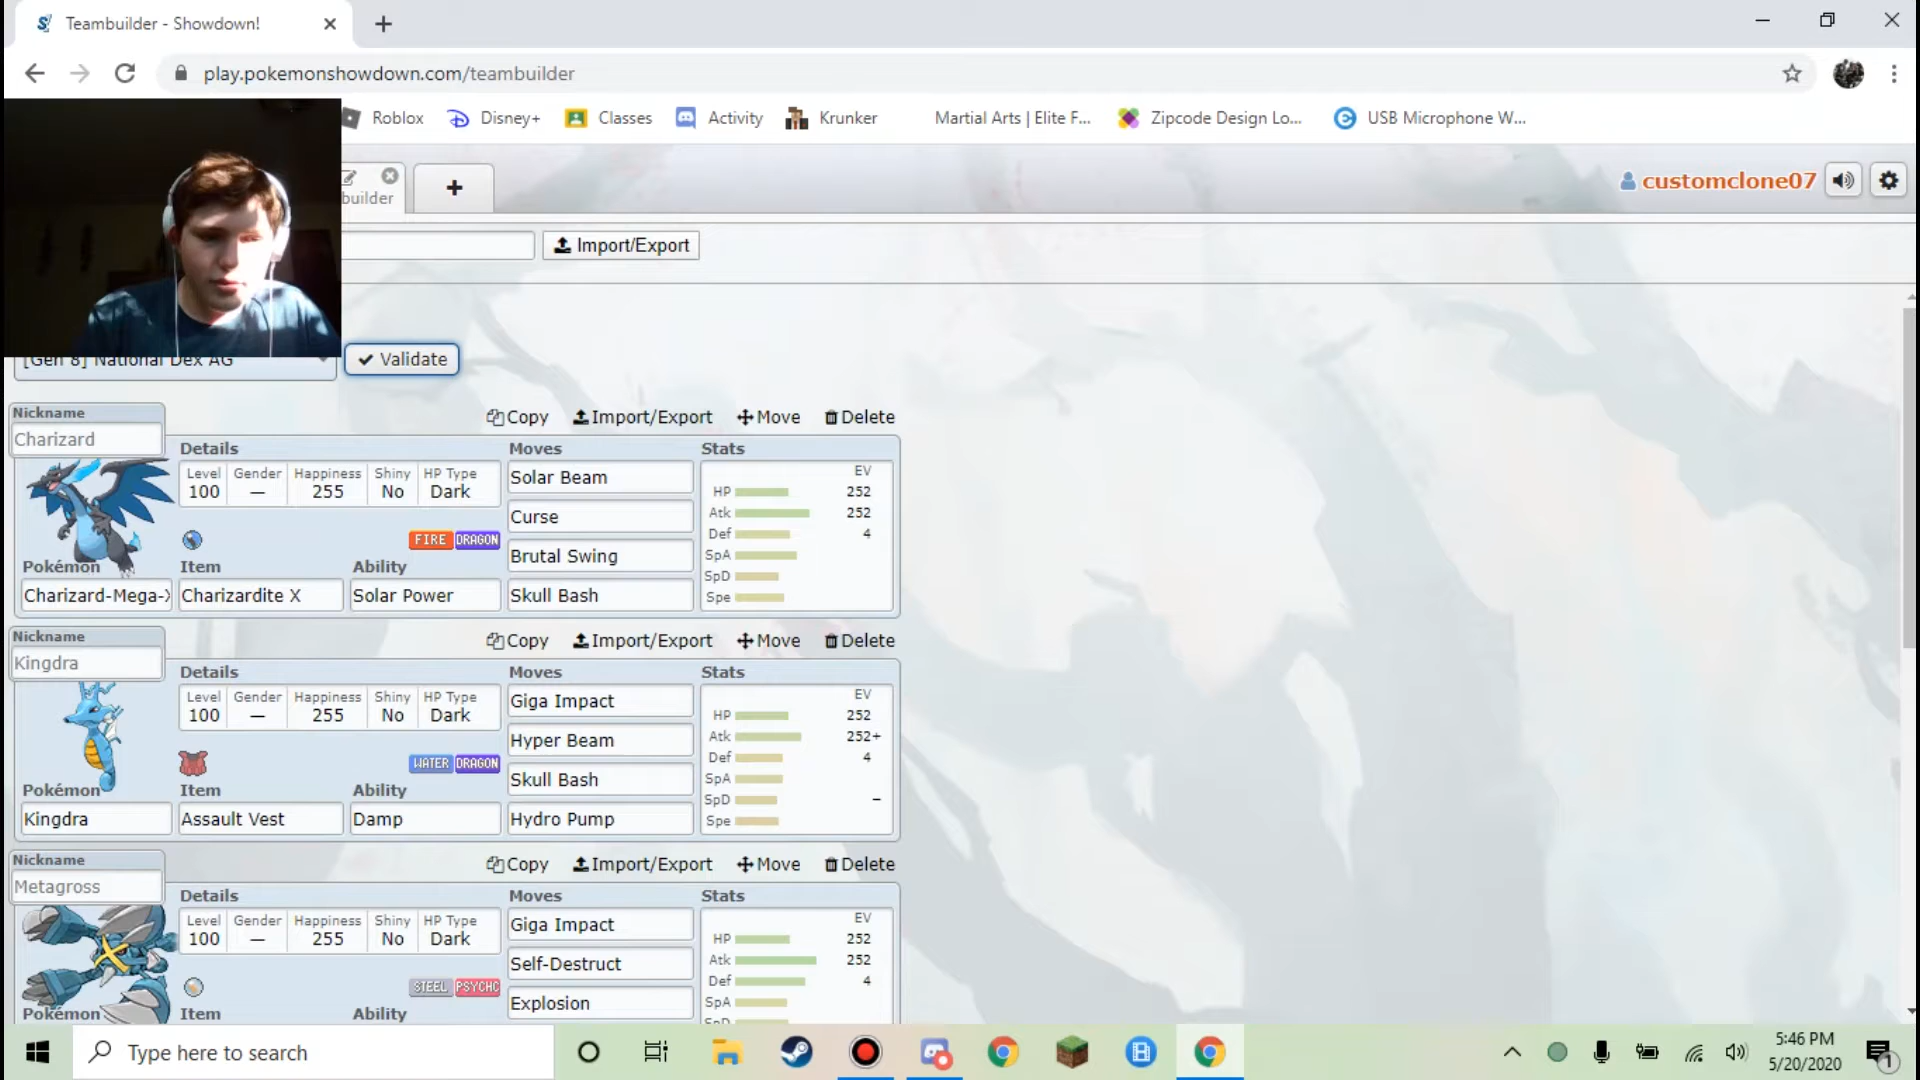 Teambuilder - Showdown!
play.pokemonshowdown.com/teambuilder
Roblox Disney+ Classes Activity Krunker Martial Arts | Elite F... Zipcode Design Lo... USB Microphone W...
builder
customclone07
Import/Export
[Gen 8] National Dex AG
Validate
Copy Import/Export Move Delete
Nickname
Charizard
Details
Level Gender Happiness Shiny HP Type
100 — 255 No Dark
FIRE DRAGON
Pokémon Item Ability
Charizard-Mega-X Charizardite X Solar Power
Moves
Solar Beam
Curse
Brutal Swing
Skull Bash
Stats
EV
HP 252
Atk 252
Def 4
SpA
SpD
Spe
Copy Import/Export Move Delete
Nickname
Kingdra
Details
Level Gender Happiness Shiny HP Type
100 — 255 No Dark
WATER DRAGON
Pokémon Item Ability
Kingdra Assault Vest Damp
Moves
Giga Impact
Hyper Beam
Skull Bash
Hydro Pump
Stats
EV
HP 252
Atk 252+
Def 4
SpA
SpD −
Spe
Copy Import/Export Move Delete
Nickname
Metagross
Details
Level Gender Happiness Shiny HP Type
100 — 255 No Dark
STEEL PSYCHC
Pokémon Item Ability
Moves
Giga Impact
Self-Destruct
Explosion
Stats
EV
HP 252
Atk 252
Def 4
SpA
SpD
Type here to search
5:46 PM
5/20/2020
1